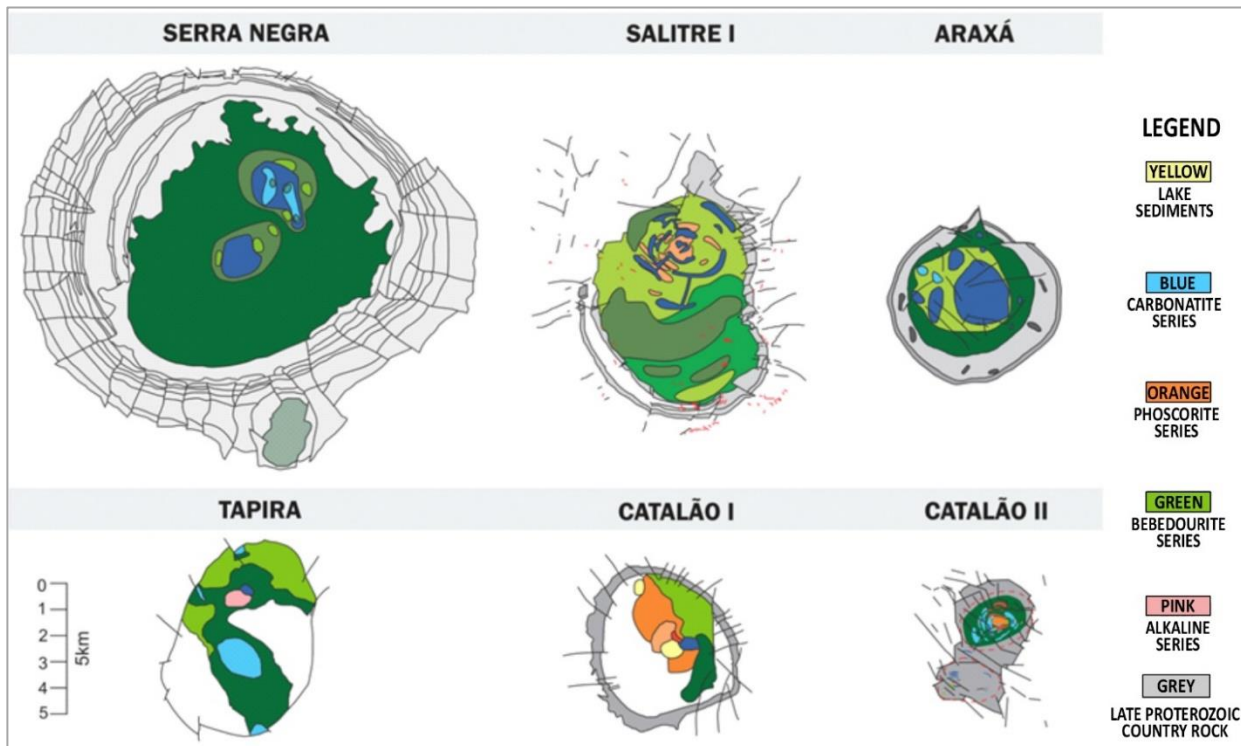 SERRA NEGRA
SALITRE I
ARAXÁ
LEGEND
YELLOW
LAKE
SEDIMENTS
BLUE
CARBONATITE
SERIES
ORANGE
PHOSCORITE
SERIES
GREEN
BEBEDOURITE
SERIES
PINK
ALKALINE
SERIES
GREY
LATE PROTEROZOIC
COUNTRY ROCK
TAPIRA
CATALÃO I
CATALÃO II
0
1
2
3
4
5
5km